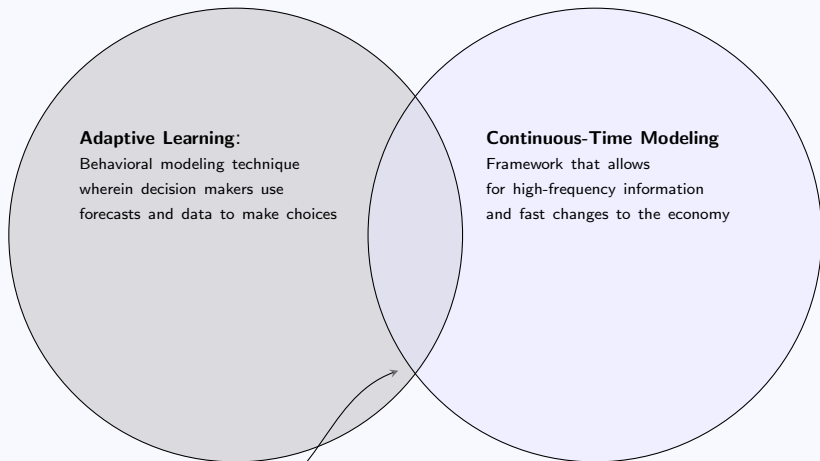 Adaptive Learning:
Behavioral modeling technique
wherein decision makers use
forecasts and data to make choices
Continuous-Time Modeling
Framework that allows
for high-frequency information
and fast changes to the economy